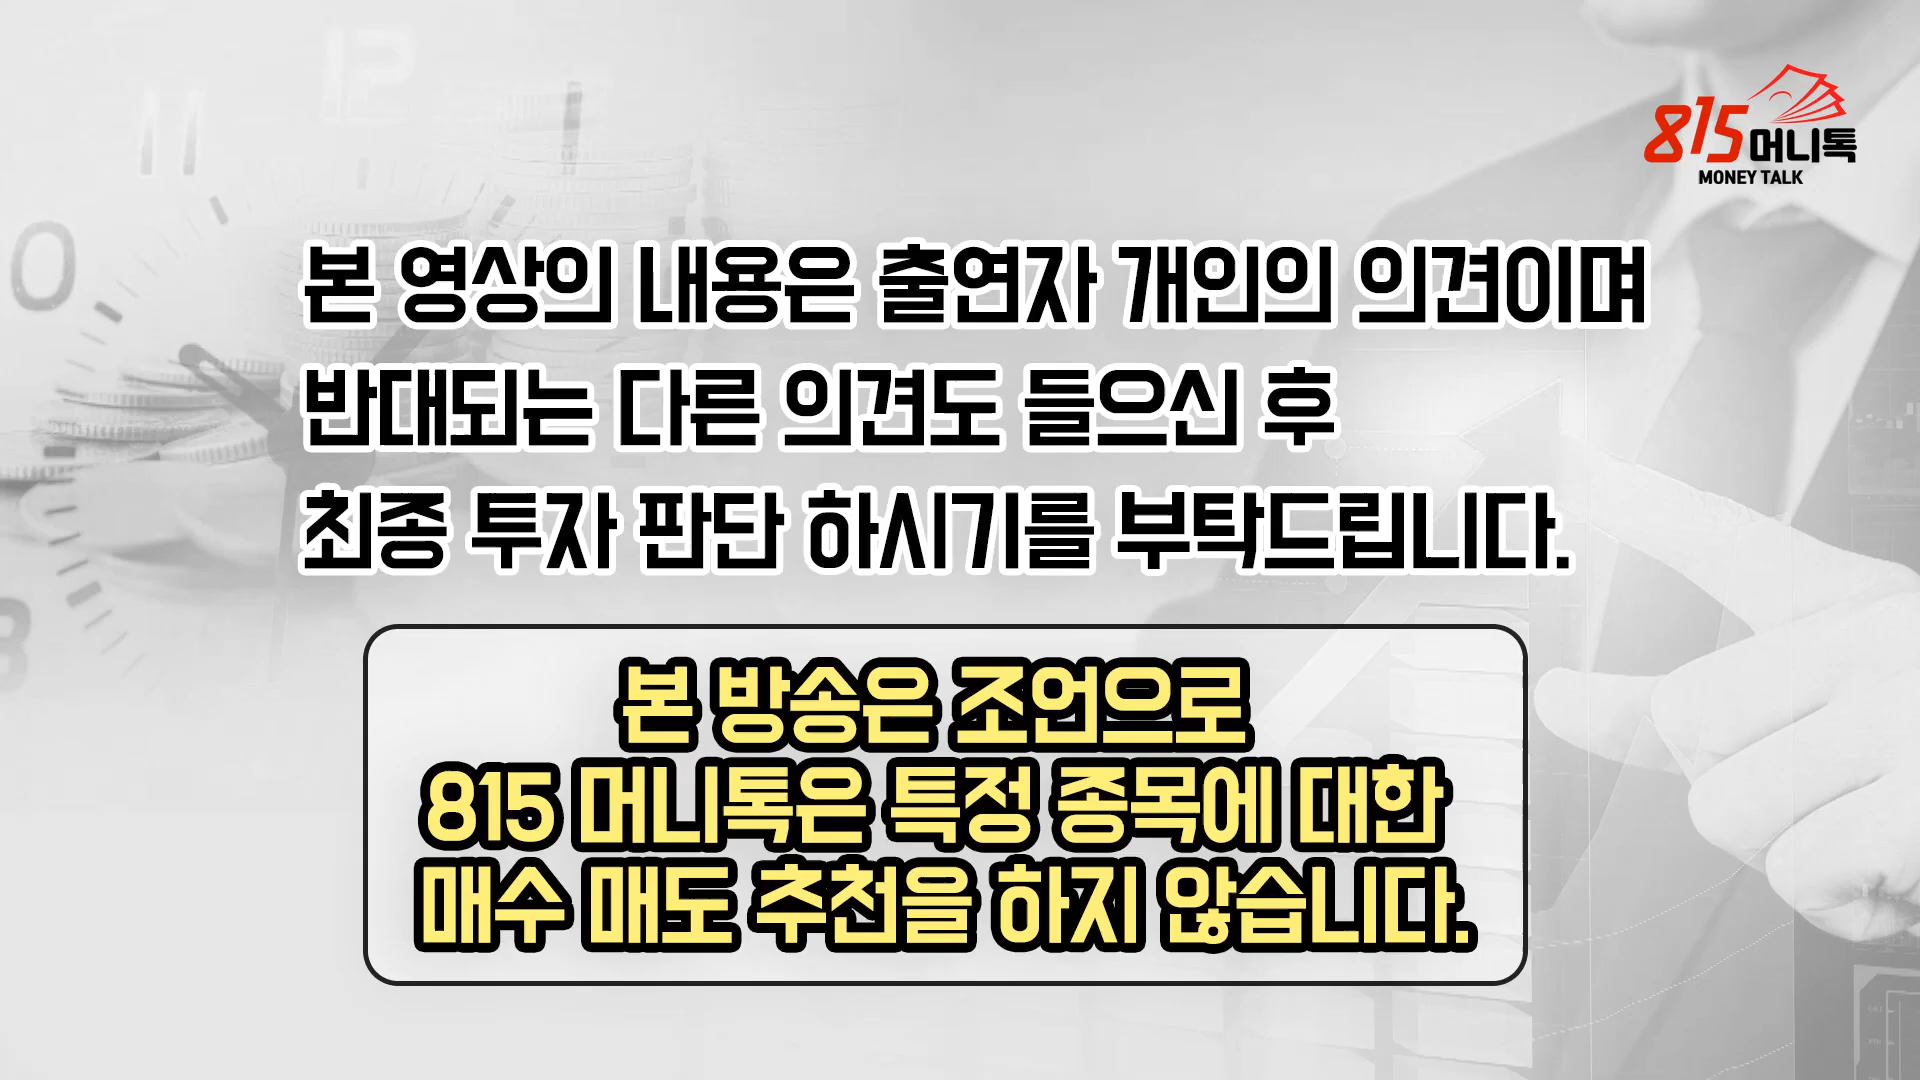 815 머니톡
MONEY TALK
본 영상의 내용은 출연자 개인의 의견이며
반대되는 다른 의견도 들으신 후
최종 투자 판단 하시기를 부탁드립니다.
본 방송은 조언으로
815 머니톡은 특정 종목에 대한
매수 매도 추천을 하지 않습니다.
12
11
0
8